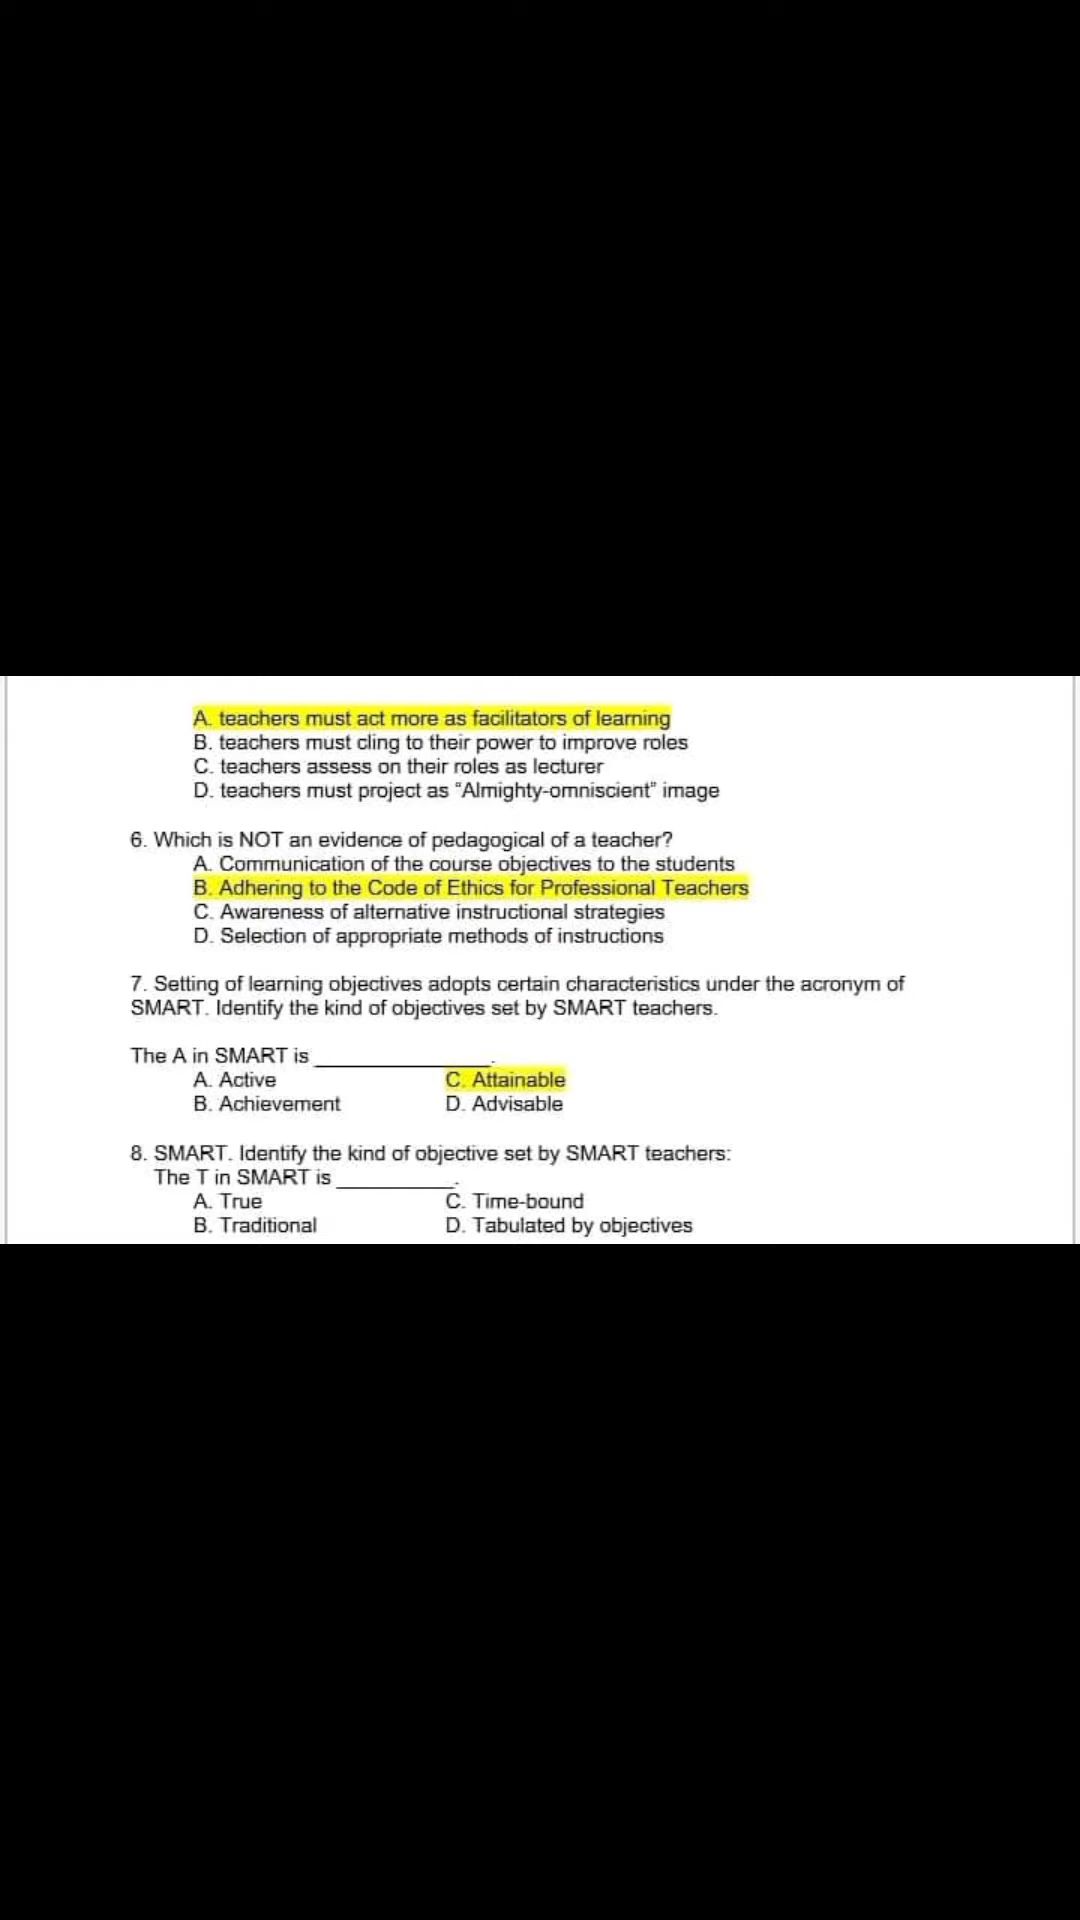 A. teachers must act more as facilitators of learning
B. teachers must cling to their power to improve roles
C. teachers assess on their roles as lecturer
D. teachers must project as “Almighty-omniscient” image
6. Which is NOT an evidence of pedagogical of a teacher?
A. Communication of the course objectives to the students
B. Adhering to the Code of Ethics for Professional Teachers
C. Awareness of alternative instructional strategies
D. Selection of appropriate methods of instructions
7. Setting of learning objectives adopts certain characteristics under the acronym of
SMART. Identify the kind of objectives set by SMART teachers.
The A in SMART is ________________.
A. Active C. Attainable
B. Achievement D. Advisable
8. SMART. Identify the kind of objective set by SMART teachers:
The T in SMART is ___________.
A. True C. Time-bound
B. Traditional D. Tabulated by objectives